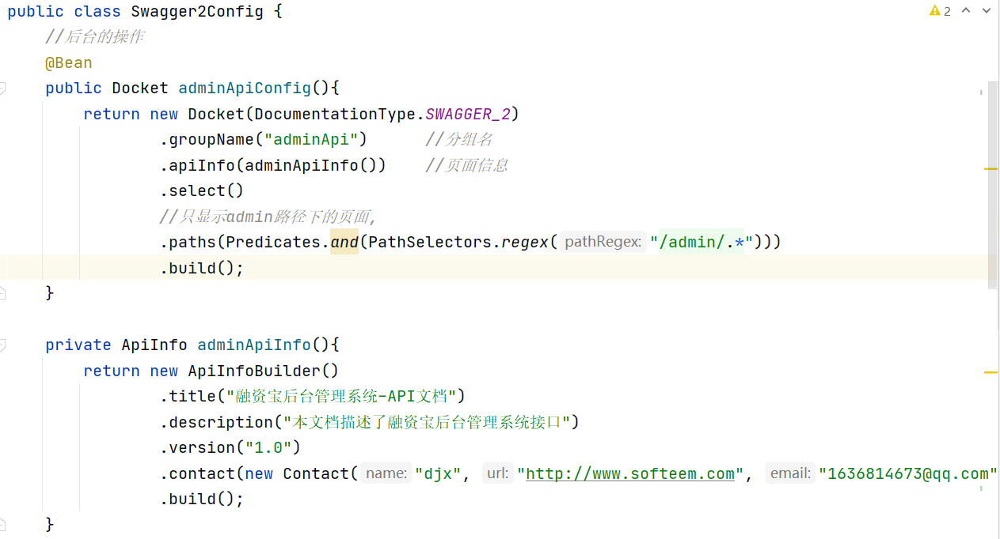 public class Swagger2Config {
2
//后台的操作
@Bean
public Docket adminApiConfig(){
return new Docket(DocumentationType.SWAGGER_2)
.groupName("adminApi") //分组名
.apiInfo(adminApiInfo()) //页面信息
.select()
//只显示admin路径下的页面,
.paths(Predicates.and(PathSelectors.regex( pathRegex: "/admin/.*")))
.build();
}
private ApiInfo adminApiInfo(){
return new ApiInfoBuilder()
.title("融资宝后台管理系统-API文档")
.description("本文档描述了融资宝后台管理系统接口")
.version("1.0")
.contact(new Contact( name: "djx", url: "http://www.softeem.com", email: "1636814673@qq.com"
.build();
}